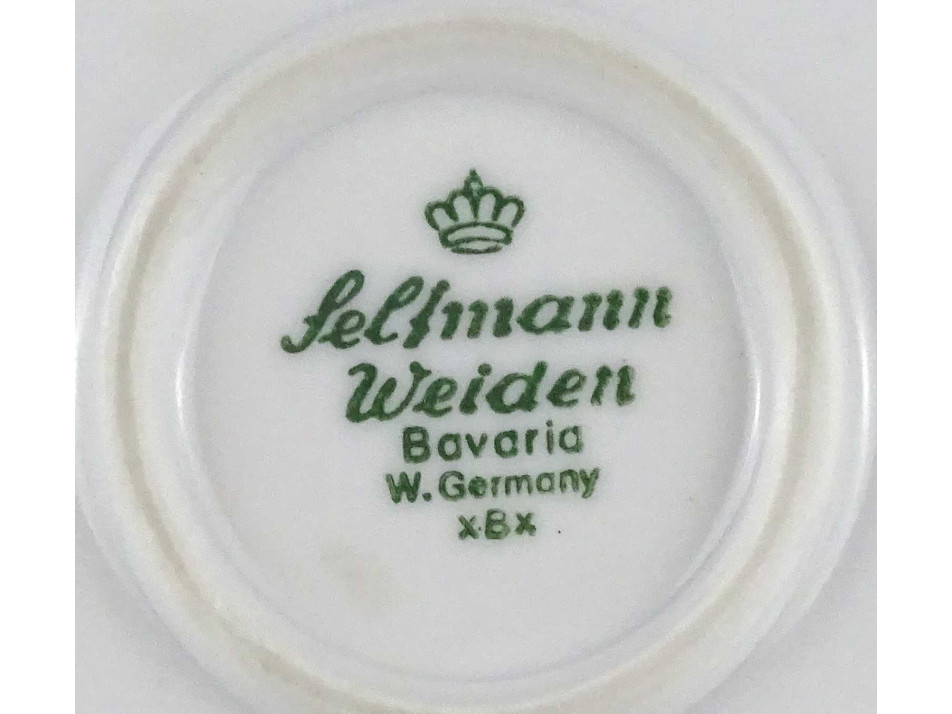 Seltmann
Weiden
Bavaria
W. Germany
x B x